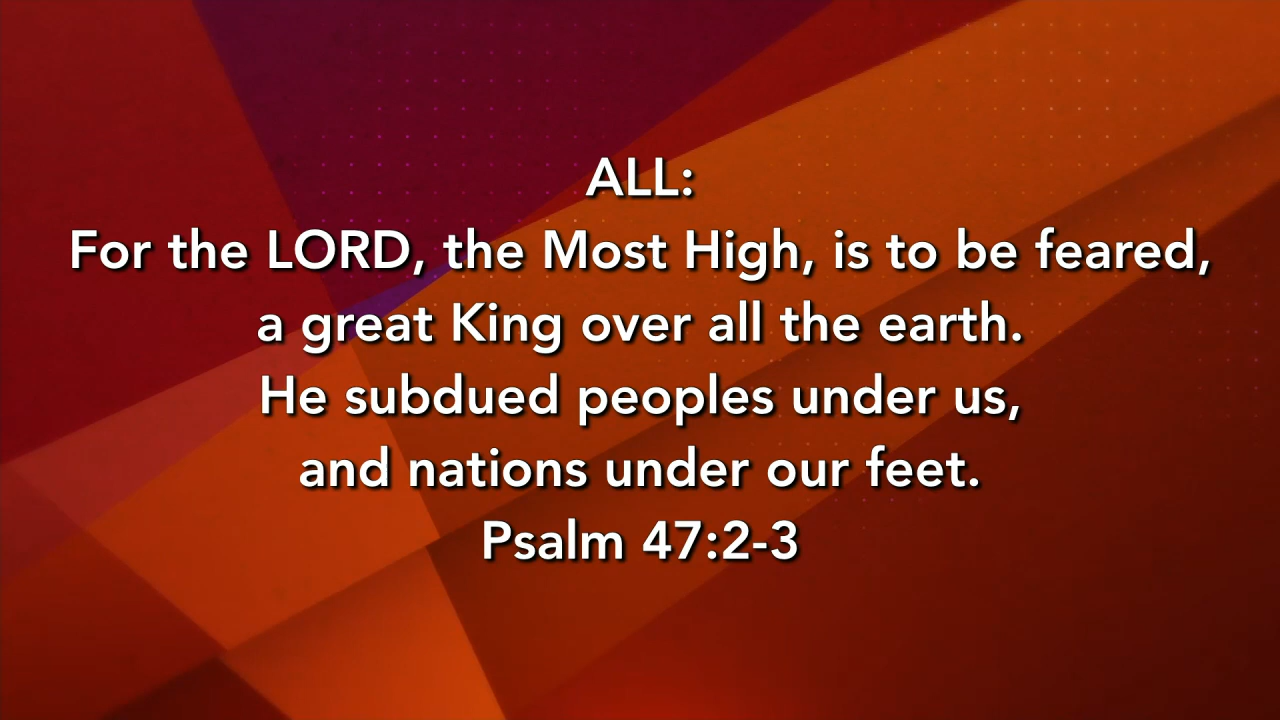 ALL:
For the LORD, the Most High, is to be feared,
a great King over all the earth.
He subdued peoples under us,
and nations under our feet.
Psalm 47:2-3